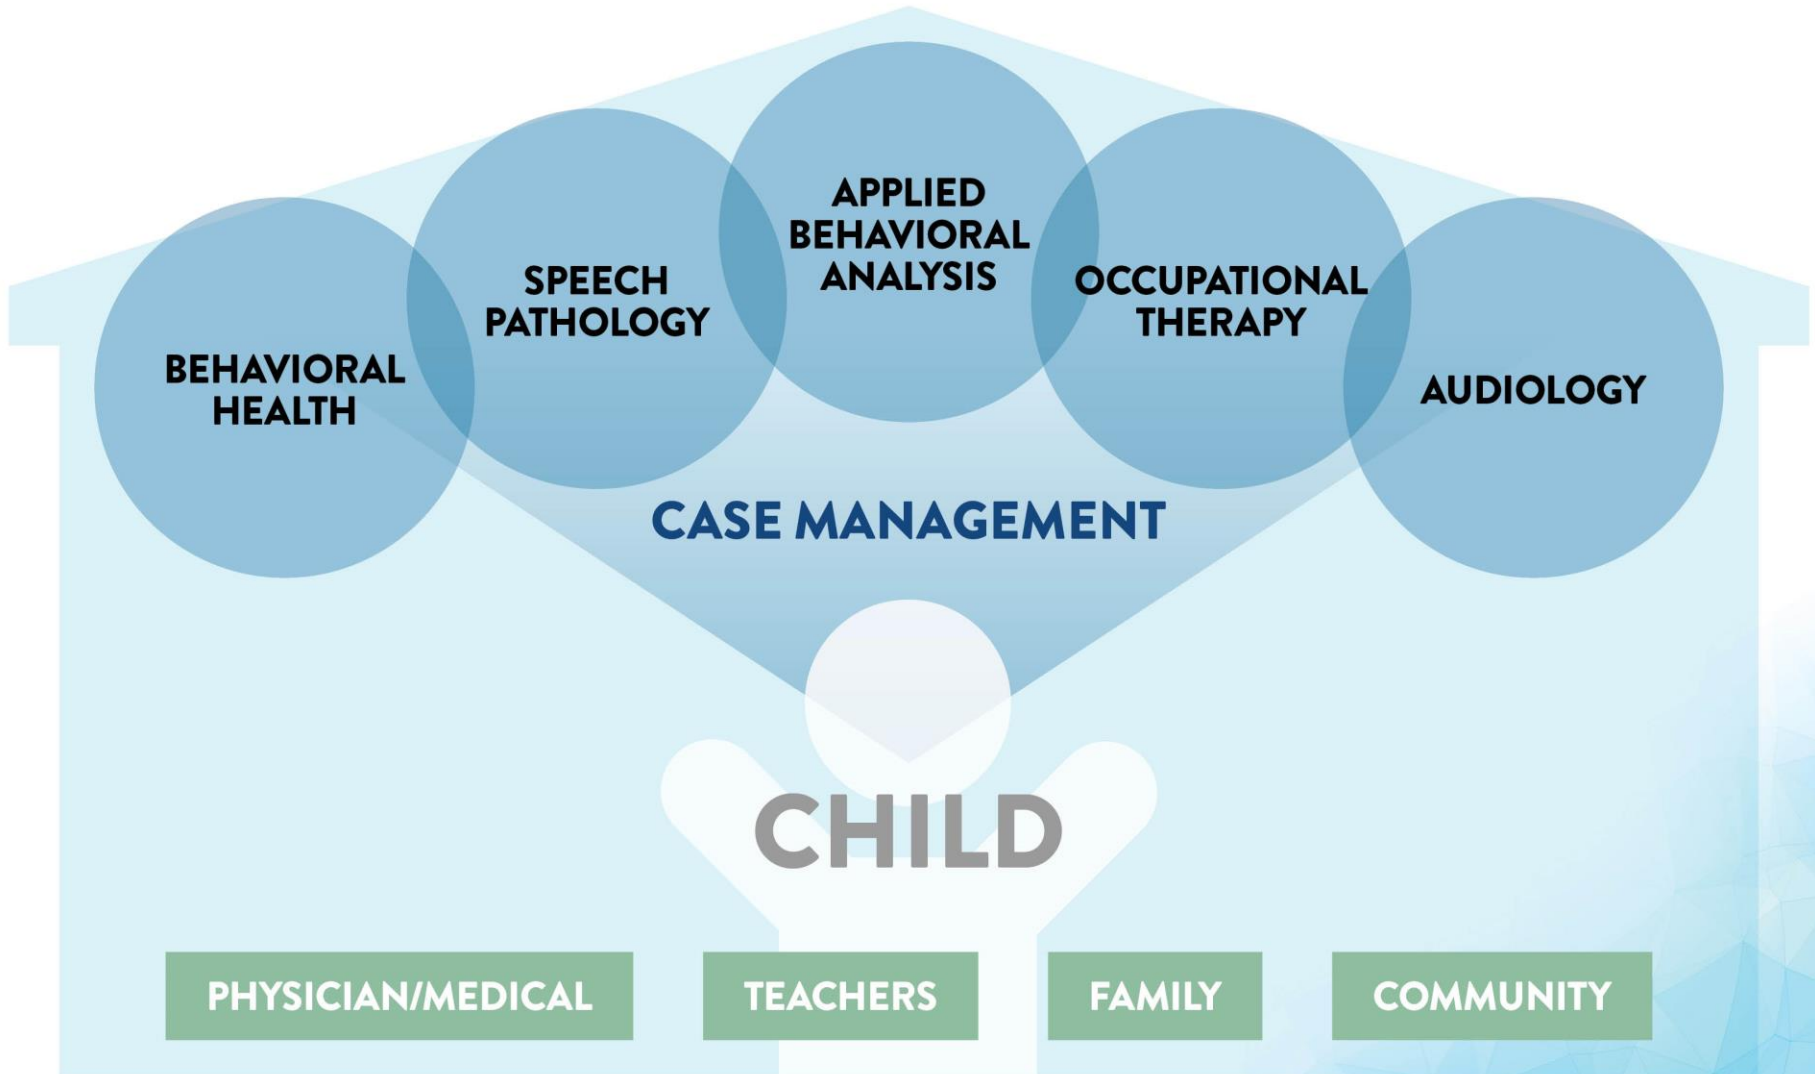 BEHAVIORAL
HEALTH
SPEECH
PATHOLOGY
APPLIED
BEHAVIORAL
ANALYSIS
OCCUPATIONAL
THERAPY
AUDIOLOGY
CASE MANAGEMENT
CHILD
PHYSICIAN/MEDICAL
TEACHERS
FAMILY
COMMUNITY